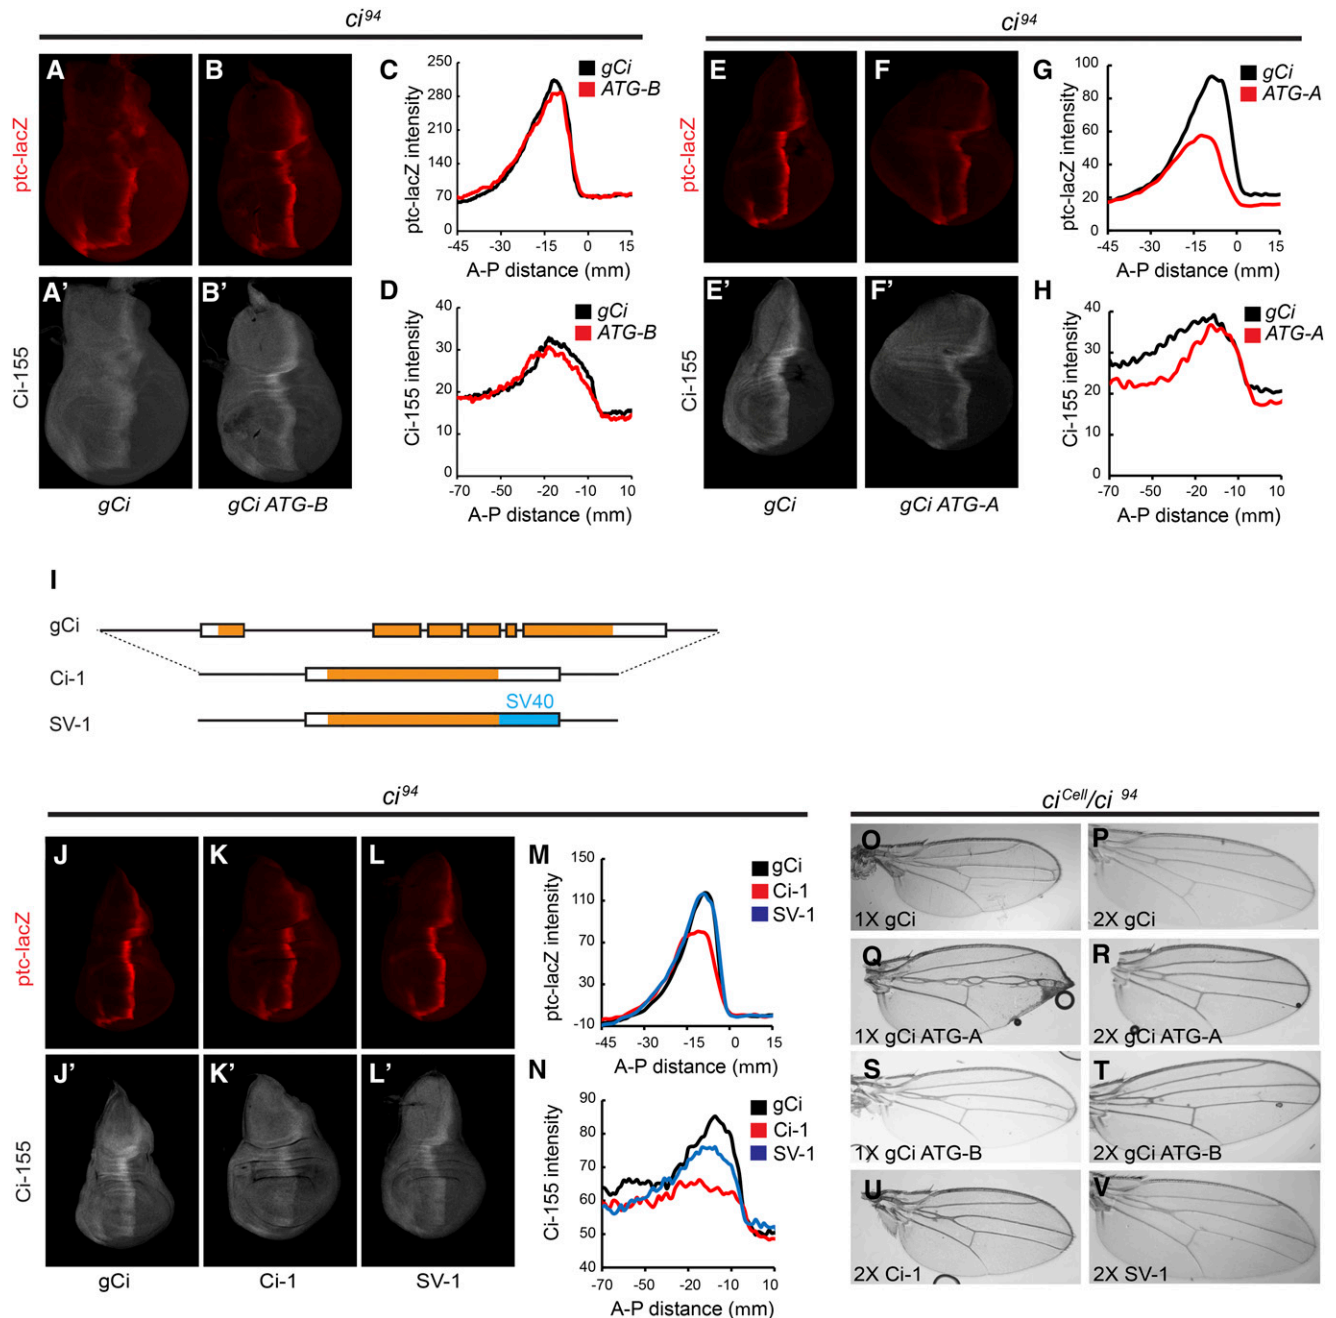 ci94
ci94
A
B
C
gCi
ATG-B
E
F
G
gCi
ATG-A
ptc-lacZ
ptc-lacZ intensity
250
280
210
140
70
0
-45
-30
-15
0
15
A-P distance (mm)
ptc-lacZ
ptc-lacZ intensity
100
80
60
40
20
0
-45
-30
-15
0
15
A-P distance (mm)
A'
B'
D
gCi
ATG-B
E'
F'
H
gCi
ATG-A
Ci-155
Ci-155 intensity
40
30
20
10
0
-70
-50
-30
-10
10
A-P distance (mm)
Ci-155
Ci-155 intensity
40
30
20
10
0
-70
-50
-30
-10
10
A-P distance (mm)
gCi
gCi ATG-B
gCi
gCi ATG-A
I
gCi
Ci-1
SV40
SV-1
ci94
ciCell/ci 94
J
K
L
M
gCi
Ci-1
SV-1
ptc-lacZ
ptc-lacZ intensity
150
110
70
30
-10
-45
-30
-15
0
15
A-P distance (mm)
J'
K'
L'
N
gCi
Ci-1
SV-1
Ci-155
Ci-155 intensity
90
80
70
60
50
40
-70
-50
-30
-10
10
A-P distance (mm)
gCi
Ci-1
SV-1
O
1X gCi
P
2X gCi
Q
1X gCi ATG-A
R
2X gCi ATG-A
S
1X gCi ATG-B
T
2X gCi ATG-B
U
2X Ci-1
V
2X SV-1